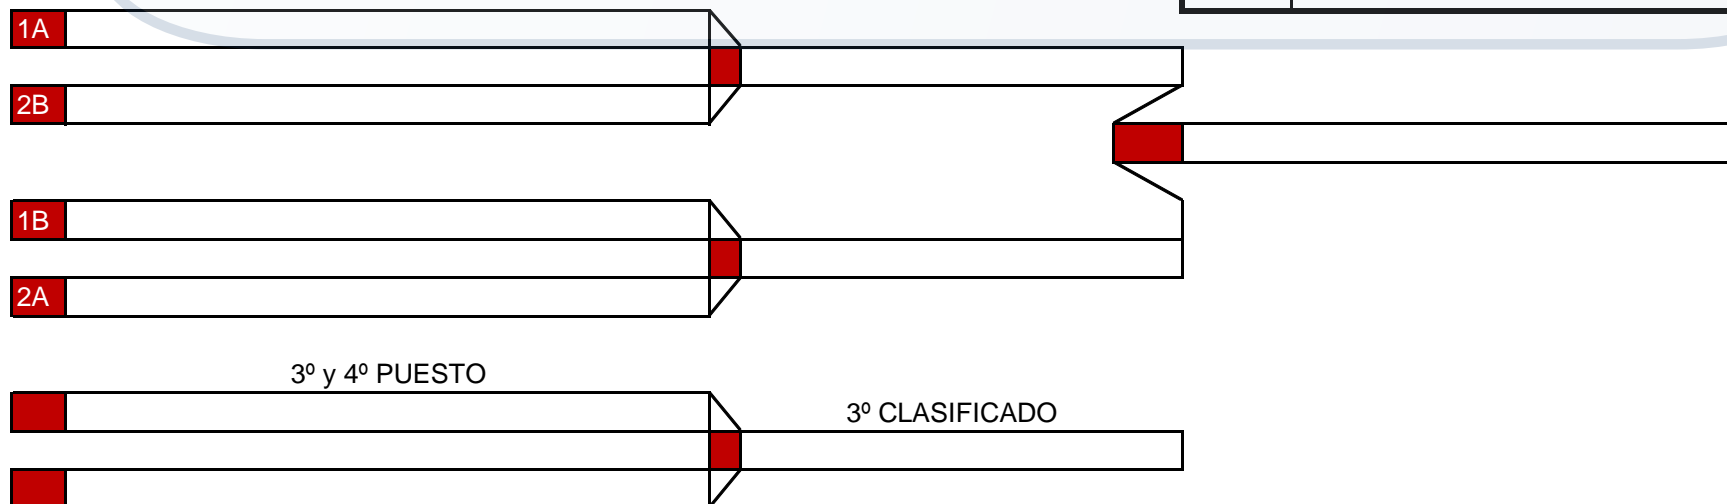 1A
2B
1B
2A
3º y 4º PUESTO
3º CLASIFICADO